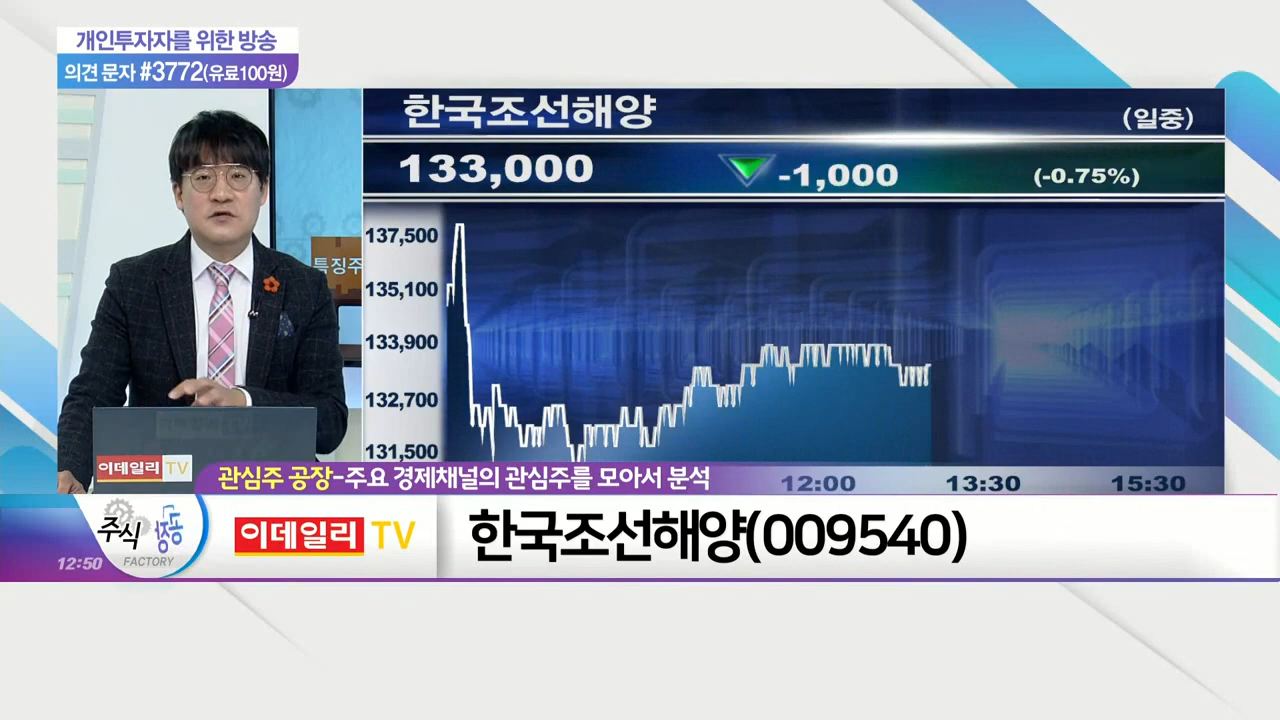 개인투자자를 위한 방송
의견 문자 #3772(유료100원)
한국조선해양
(일중)
133,000
-1,000
(-0.75%)
137,500
135,100
133,900
132,700
131,500
12:00
13:30
15:30
특징주
이데일리 TV
관심주 공장-주요 경제채널의 관심주를 모아서 분석
주식
공장
FACTORY
12:50
이데일리 TV
한국조선해양(009540)